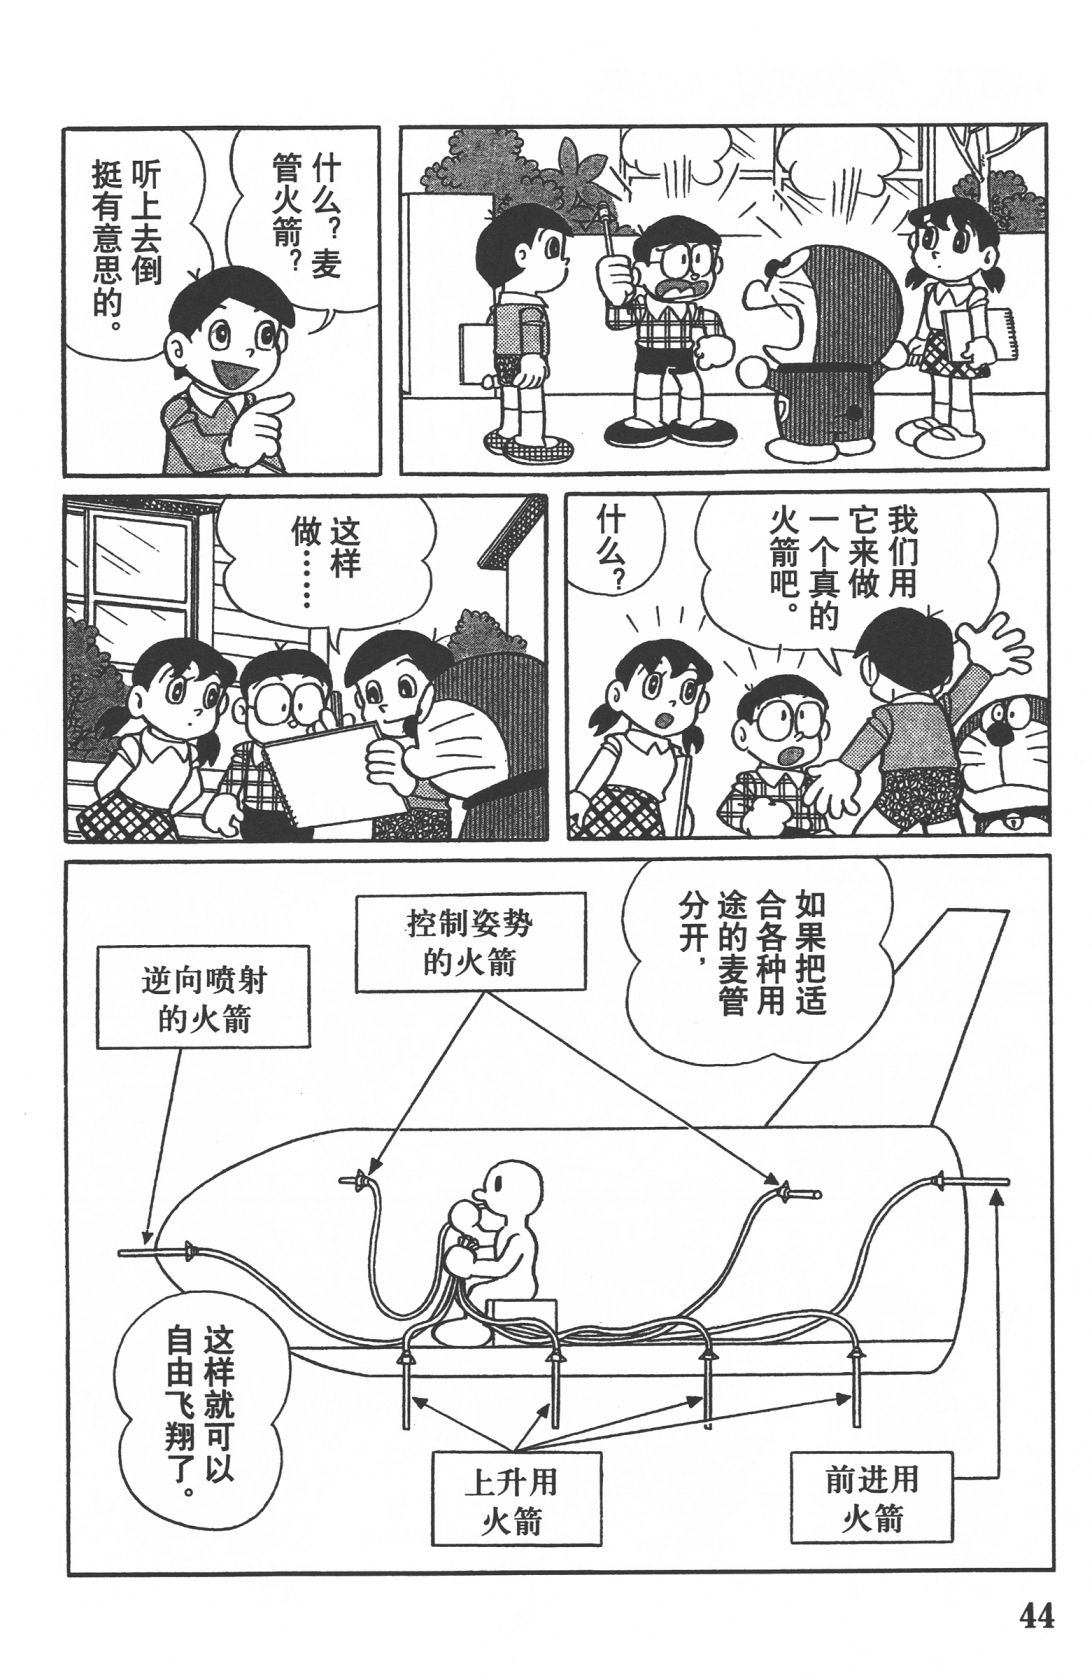 什么？麦
管火箭？
听上去倒
挺有意思的。
我们用
它来做
一个真的
火箭吧。
什么？
这样
做……
如果把适
合各种用
途的麦管
分开，
控制姿势
的火箭
逆向喷射
的火箭
这样就可以
自由飞翔了。
上升用
火箭
前进用
火箭
44